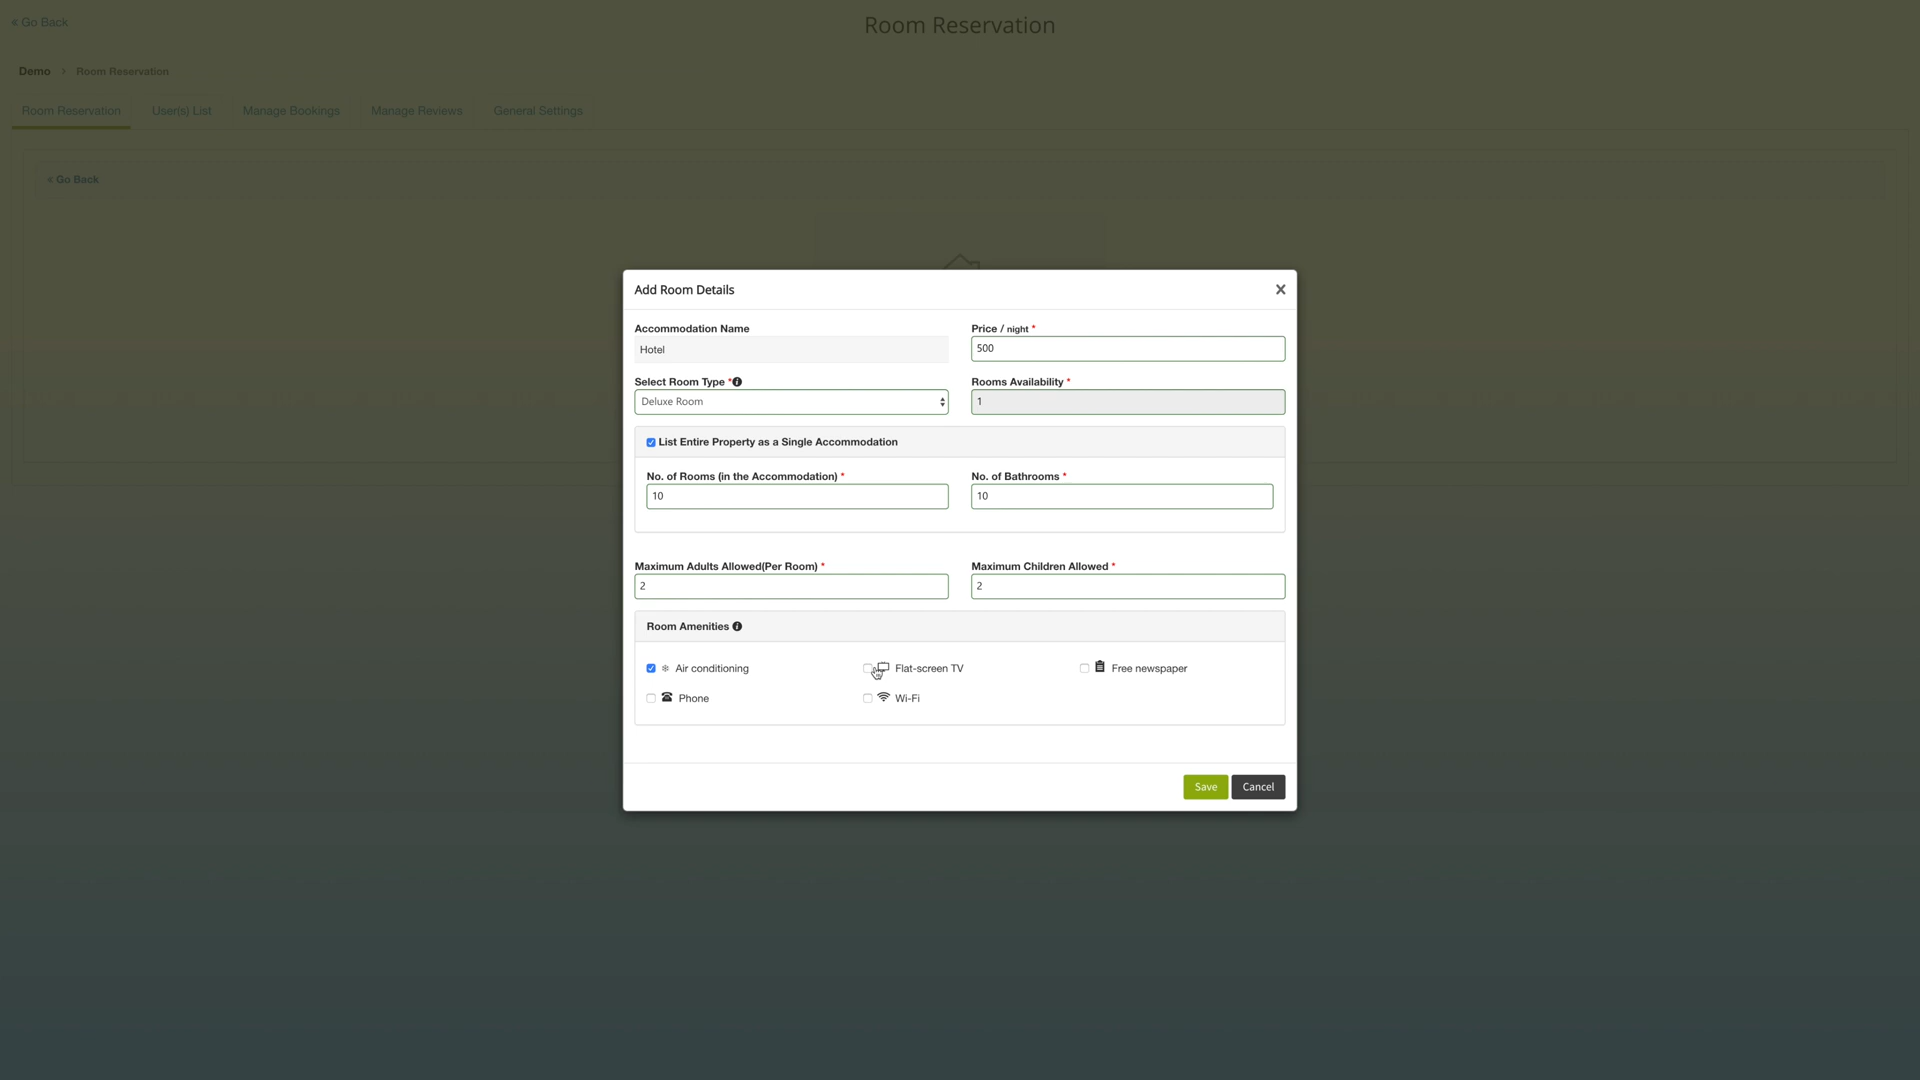 « Go Back
Room Reservation
Demo > Room Reservation
Room Reservation User(s) List Manage Bookings Manage Reviews General Settings
« Go Back
Add Room Details
Accommodation Name
Hotel
Price / night *
500
Select Room Type *
Deluxe Room
Rooms Availability *
1
List Entire Property as a Single Accommodation
No. of Rooms (in the Accommodation) *
10
No. of Bathrooms *
10
Maximum Adults Allowed(Per Room) *
2
Maximum Children Allowed *
2
Room Amenities
Air conditioning Flat-screen TV Free newspaper
Phone Wi-Fi
Save Cancel